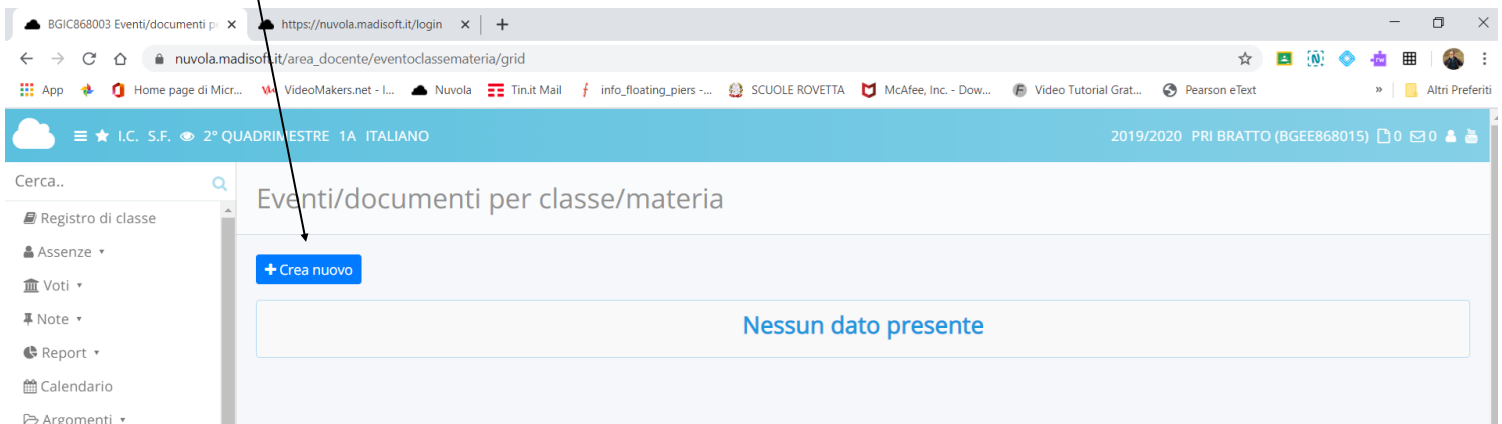 BGIC868003 Eventi/documenti pe
https://nuvola.madisoft.it/login
nuvola.madisoft.it/area_docente/eventoclassemateria/grid
App
Home page di Micr...
VideoMakers.net - I...
Nuvola
Tin.it Mail
info_floating_piers -...
SCUOLE ROVETTA
McAfee, Inc. - Dow...
Video Tutorial Grat...
Pearson eText
»
Altri Preferiti
I.C. S.F. 2° QUADRIMESTRE 1A ITALIANO
2019/2020 PRI BRATTO (BGEE868015) 0 0
Cerca..
Eventi/documenti per classe/materia
Registro di classe
Assenze
Voti
Note
Report
Calendario
Argomenti
+ Crea nuovo
Nessun dato presente